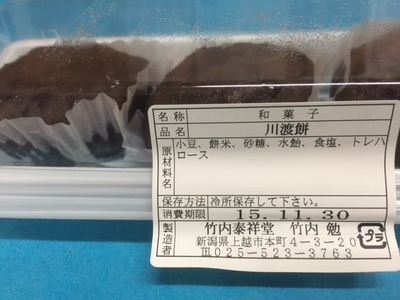 名称 和菓子
品名 川渡餅
原材料名 小豆、餅米、砂糖、水飴、食塩、トレハ
ロース
保存方法 冷所保存して下さい。
消費期限 15.11.30
製造者 竹内泰祥堂 竹内 勉
新潟県上越市本町4-3-20
TEL025-523-3763
プラ